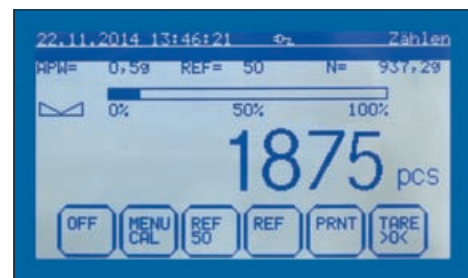 22.11.2014 13:46:21 Zählen
APW= 0,5g REF= 50 N= 937,2g
0% 50% 100%
1875 pcs
OFF MENU CAL REF 50 REF PRNT TARE >0<